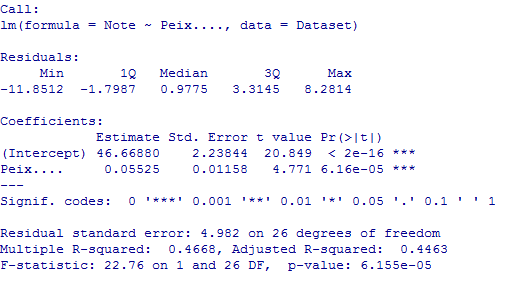 Call:
lm(formula = Note ~ Peix...., data = Dataset)
Residuals:
     Min       1Q   Median       3Q      Max
-11.8512  -1.7987   0.9775   3.3145   8.2814
Coefficients:
            Estimate Std. Error t value Pr(>|t|)
(Intercept) 46.66880    2.23844  20.849  < 2e-16 ***
Peix....     0.05525    0.01158   4.771 6.16e-05 ***
---
Signif. codes:  0 '***' 0.001 '**' 0.01 '*' 0.05 '.' 0.1 ' ' 1
Residual standard error: 4.982 on 26 degrees of freedom
Multiple R-squared:  0.4668, Adjusted R-squared:  0.4463
F-statistic: 22.76 on 1 and 26 DF,  p-value: 6.155e-05